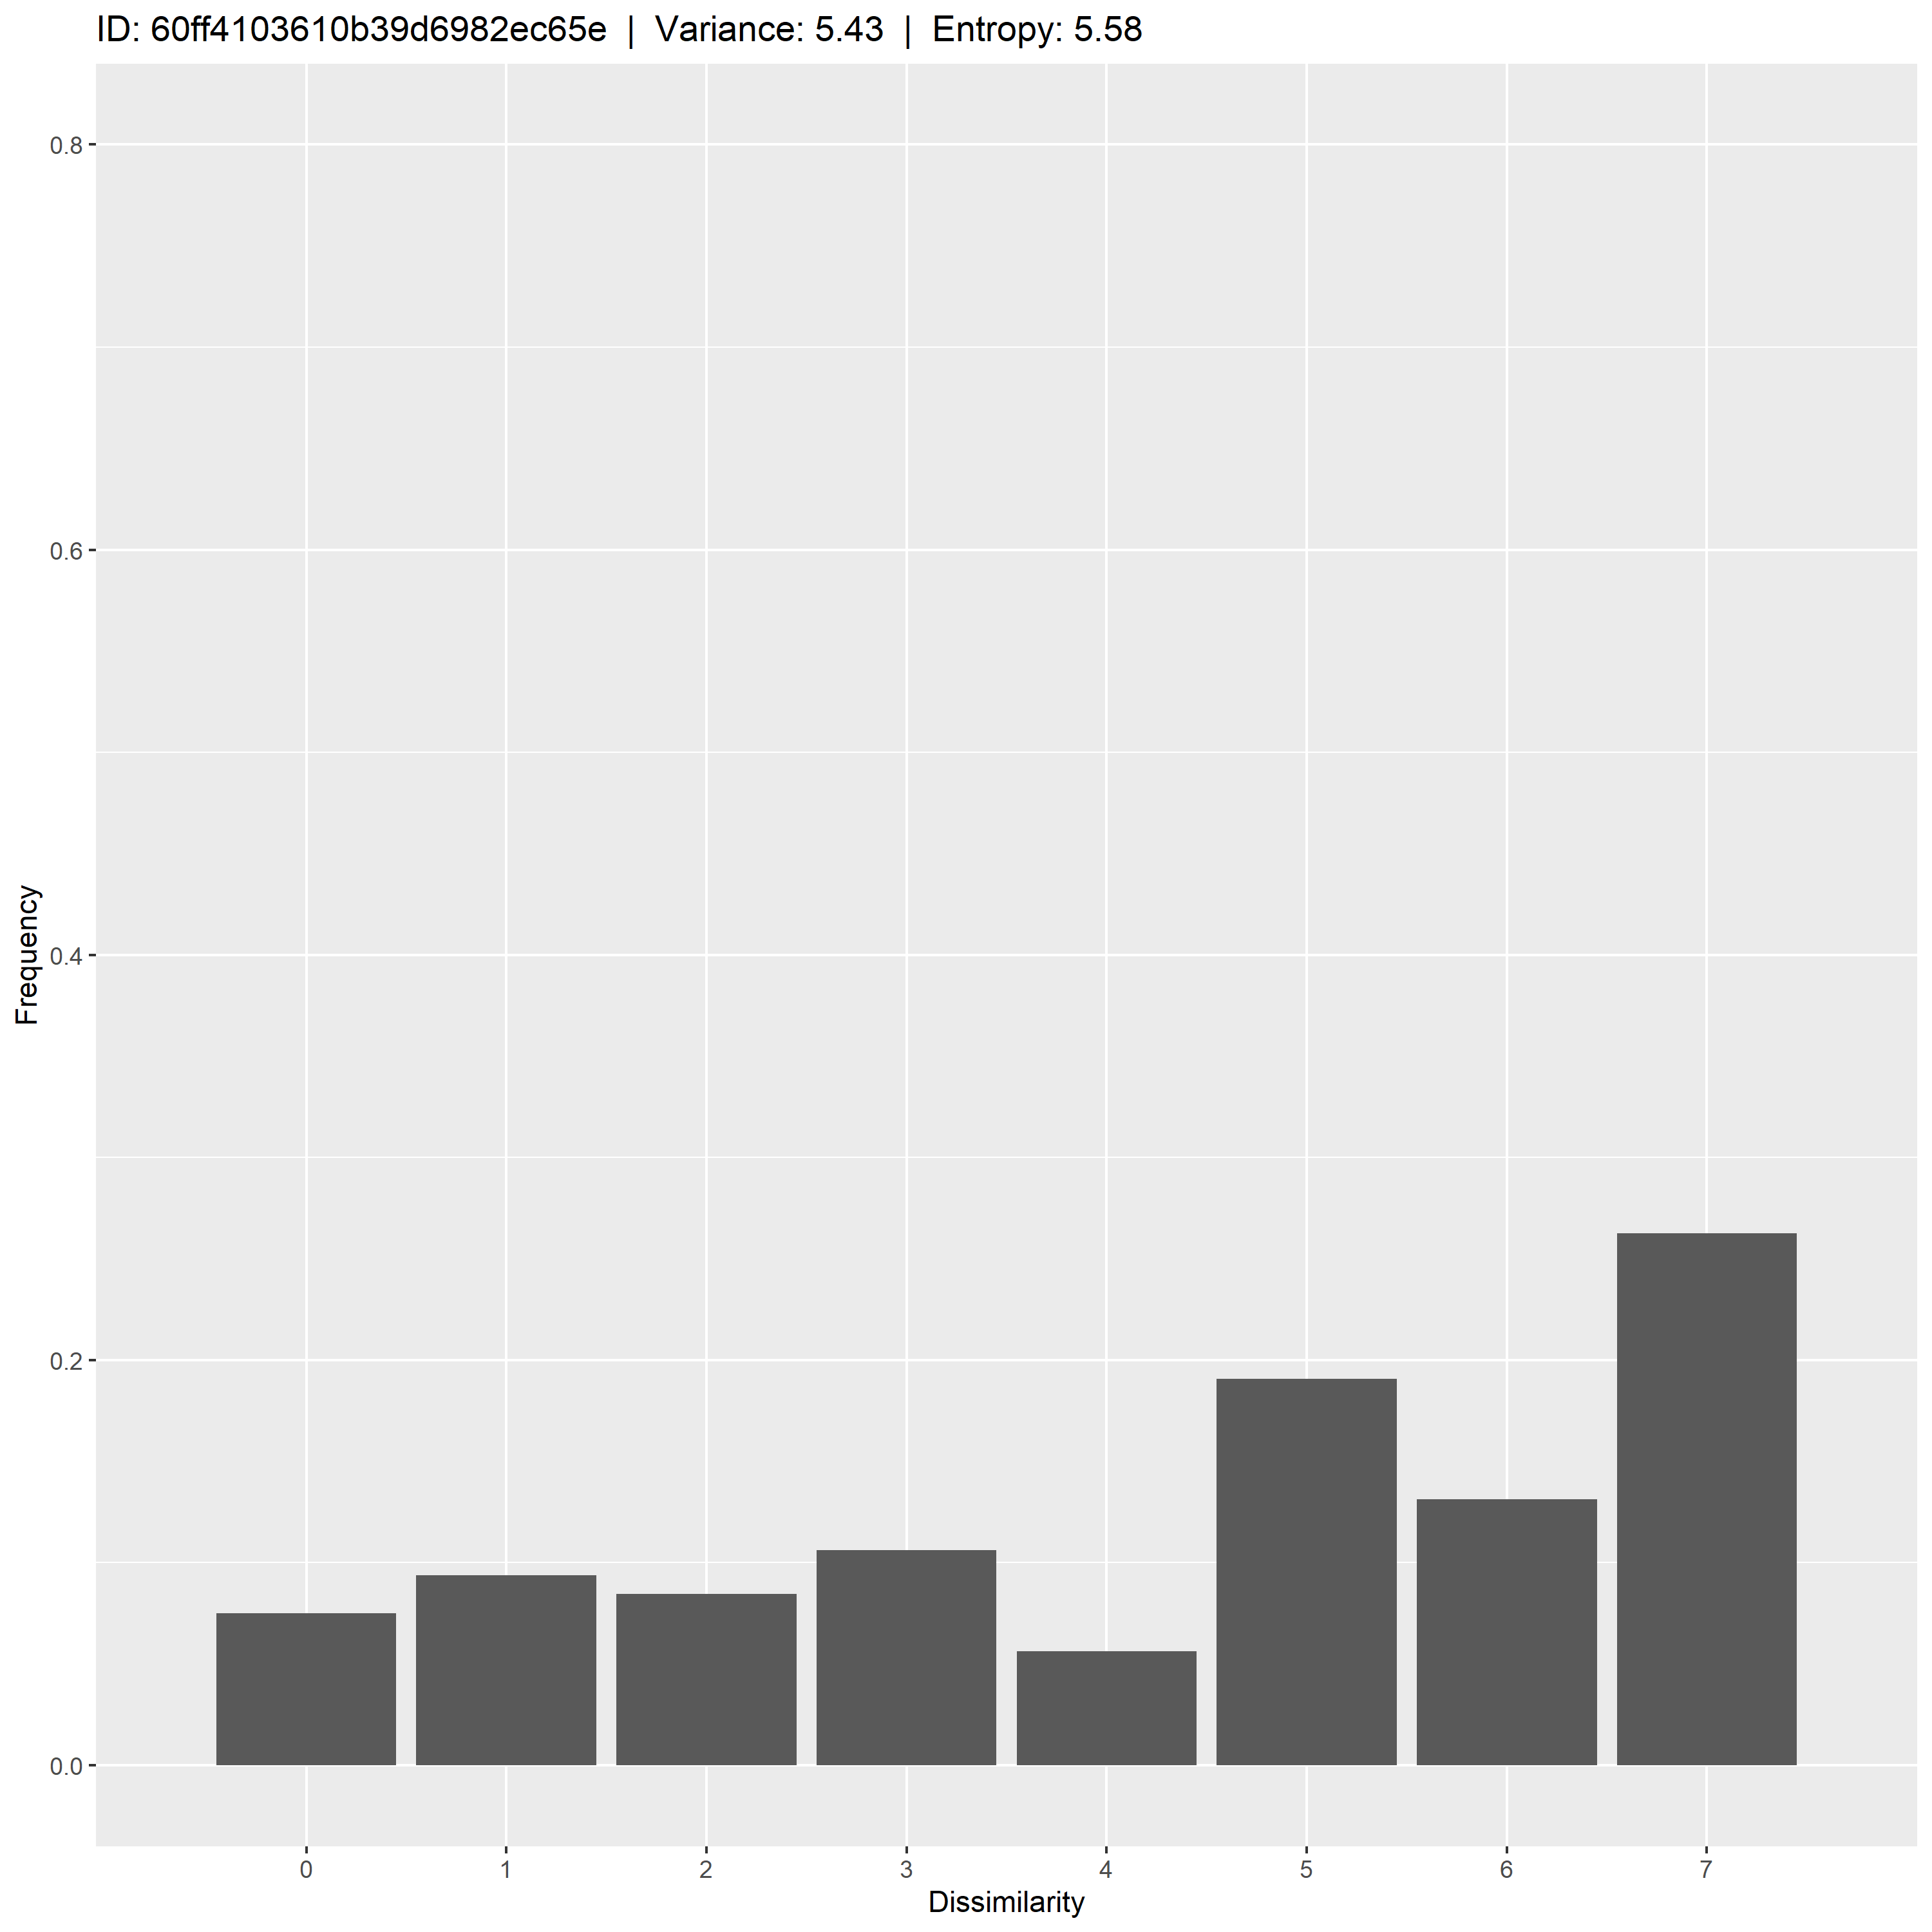 ID: 60ff4103610b39d6982ec65e | Variance: 5.43 | Entropy: 5.58
0.8
0.6
0.4
0.2
0.0
Frequency
0 1 2 3 4 5 6 7
Dissimilarity